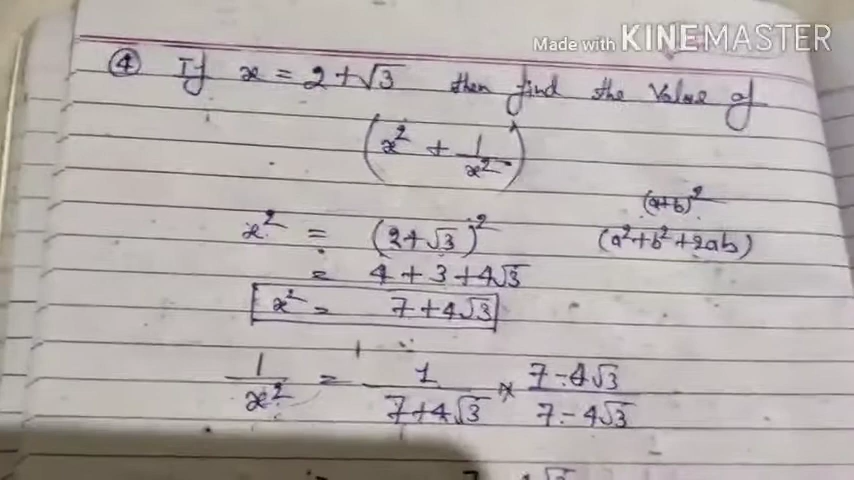 Made with KINEMASTER
④ If x = 2 + √3 then find the value of
(x² + 1/x²)
(a+b)²
x² = (2+√3)² (a²+b²+2ab)
= 4 + 3 + 4√3
x² = 7 + 4√3
1/x² = 1/(7+4√3) × (7-4√3)/(7-4√3)